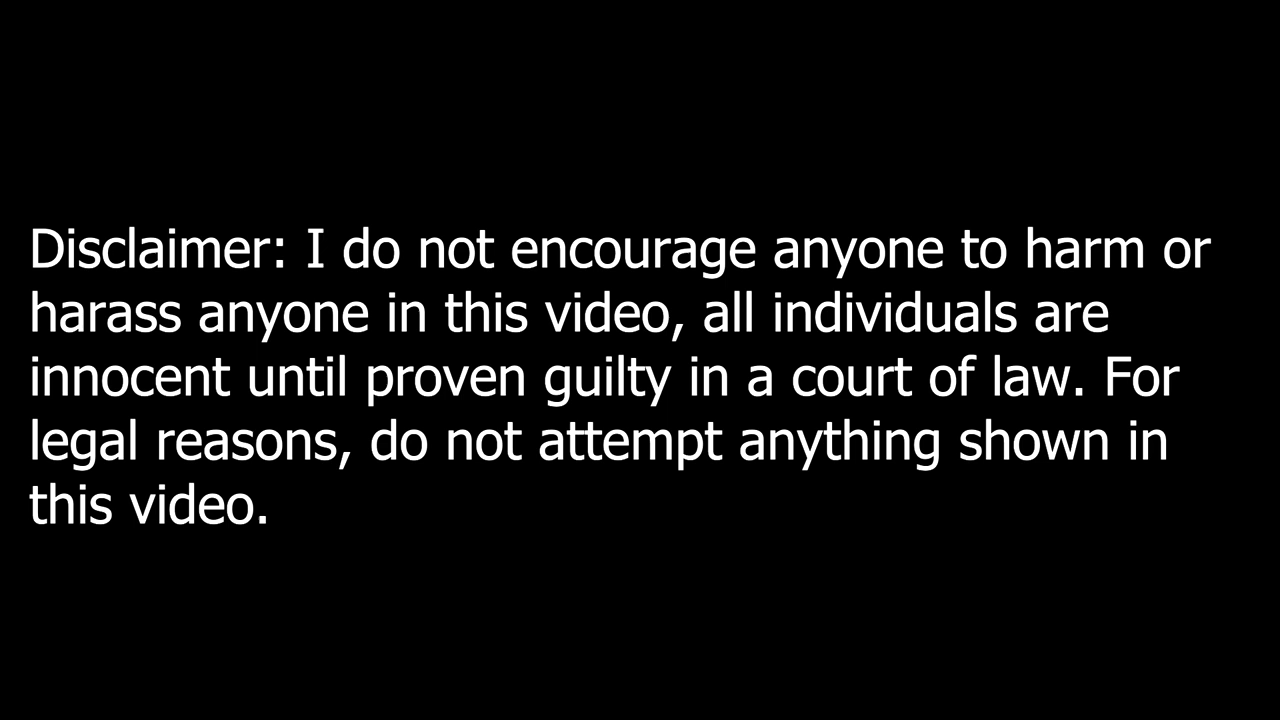 Disclaimer: I do not encourage anyone to harm or
harass anyone in this video, all individuals are
innocent until proven guilty in a court of law. For
legal reasons, do not attempt anything shown in
this video.